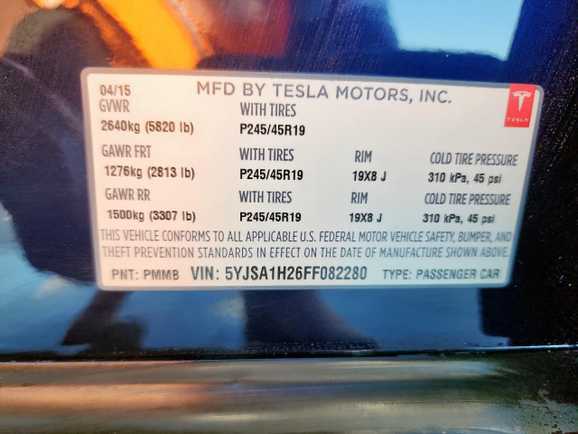 04/15 MFD BY TESLA MOTORS, INC.
GVWR WITH TIRES
2640kg (5820 lb) P245/45R19
TESLA
GAWR FRT WITH TIRES RIM COLD TIRE PRESSURE
1276kg (2813 lb) P245/45R19 19X8 J 310 kPa, 45 psi
GAWR RR WITH TIRES RIM COLD TIRE PRESSURE
1500kg (3307 lb) P245/45R19 19X8 J 310 kPa, 45 psi
THIS VEHICLE CONFORMS TO ALL APPLICABLE U.S. FEDERAL MOTOR VEHICLE SAFETY, BUMPER, AND
THEFT PREVENTION STANDARDS IN EFFECT ON THE DATE OF MANUFACTURE SHOWN ABOVE.
PNT: PMMB VIN: 5YJSA1H26FF082280 TYPE: PASSENGER CAR